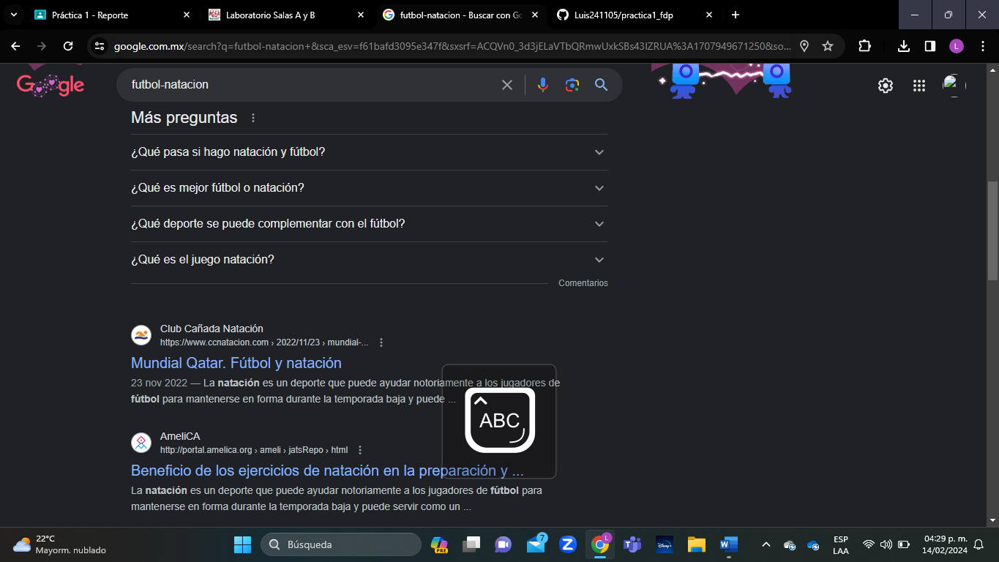 Práctica 1 - Reporte
Laboratorio Salas A y B
futbol-natacion - Buscar con Go
Luis241105/practica1_fdp
google.com.mx/search?q=futbol-natacion+&sca_esv=f61bafd3095e347f&sxsrf=ACQVn0_3d3jELaVTbQRmwUxkSBs43IZRUA%3A1707949671250&so...
L
Google
futbol-natacion
Más preguntas
¿Qué pasa si hago natación y fútbol?
¿Qué es mejor fútbol o natación?
¿Qué deporte se puede complementar con el fútbol?
¿Qué es el juego natación?
Comentarios
Club Cañada Natación
https://www.ccnatacion.com › 2022/11/23 › mundial-...
Mundial Qatar. Fútbol y natación
23 nov 2022 — La natación es un deporte que puede ayudar notoriamente a los jugadores de
fútbol para mantenerse en forma durante la temporada baja y puede ...
ABC
AmeliCA
http://portal.amelica.org › ameli › jatsRepo › html
Beneficio de los ejercicios de natación en la preparación y ...
La natación es un deporte que puede ayudar notoriamente a los jugadores de fútbol para
mantenerse en forma durante la temporada baja y puede servir como un ...
22°C
Mayorm. nublado
Búsqueda
PRE
7
Z
L
Disney+
W
ESP
LAA
04:29 p. m.
14/02/2024